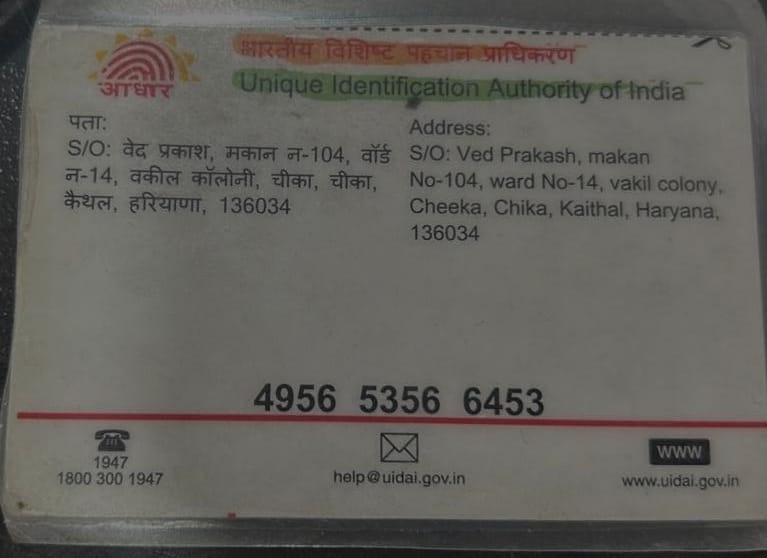 भारतीय विशिष्ट पहचान प्राधिकरण
Unique Identification Authority of India
आधार
पता:
S/O: वेद प्रकाश, मकान न-104, वॉर्ड
न-14, वकील कॉलोनी, चीका, चीका,
कैथल, हरियाणा, 136034
Address:
S/O: Ved Prakash, makan
No-104, ward No-14, vakil colony,
Cheeka, Chika, Kaithal, Haryana,
136034
4956 5356 6453
1947
1800 300 1947
help@uidai.gov.in
www
www.uidai.gov.in